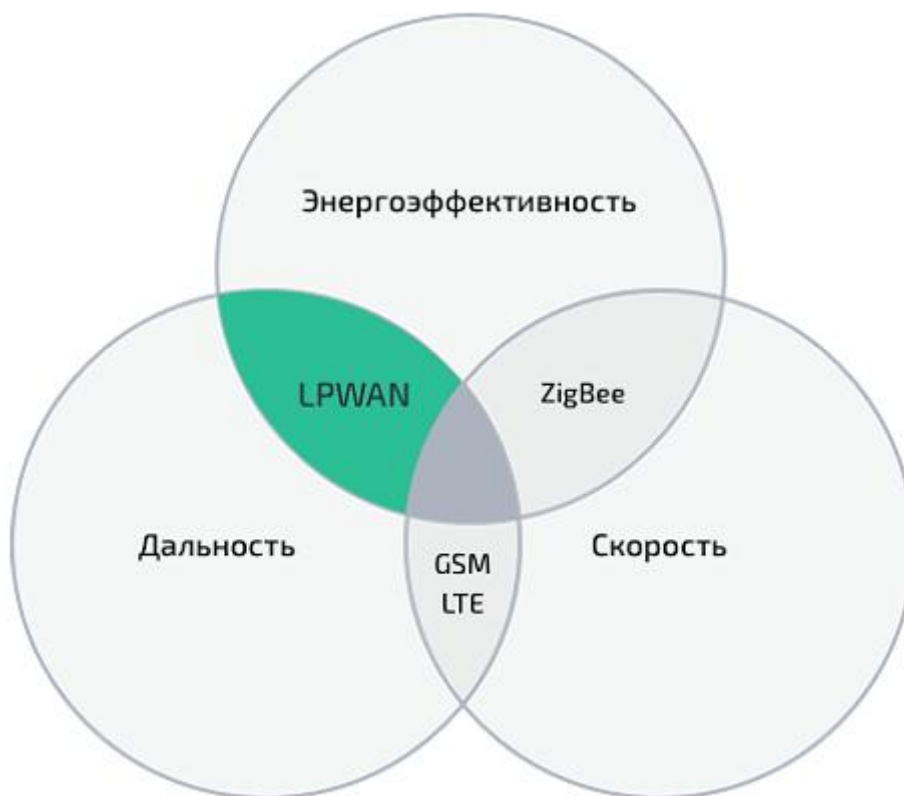 Энергоэффективность
LPWAN
ZigBee
Дальность
GSM
LTE
Скорость